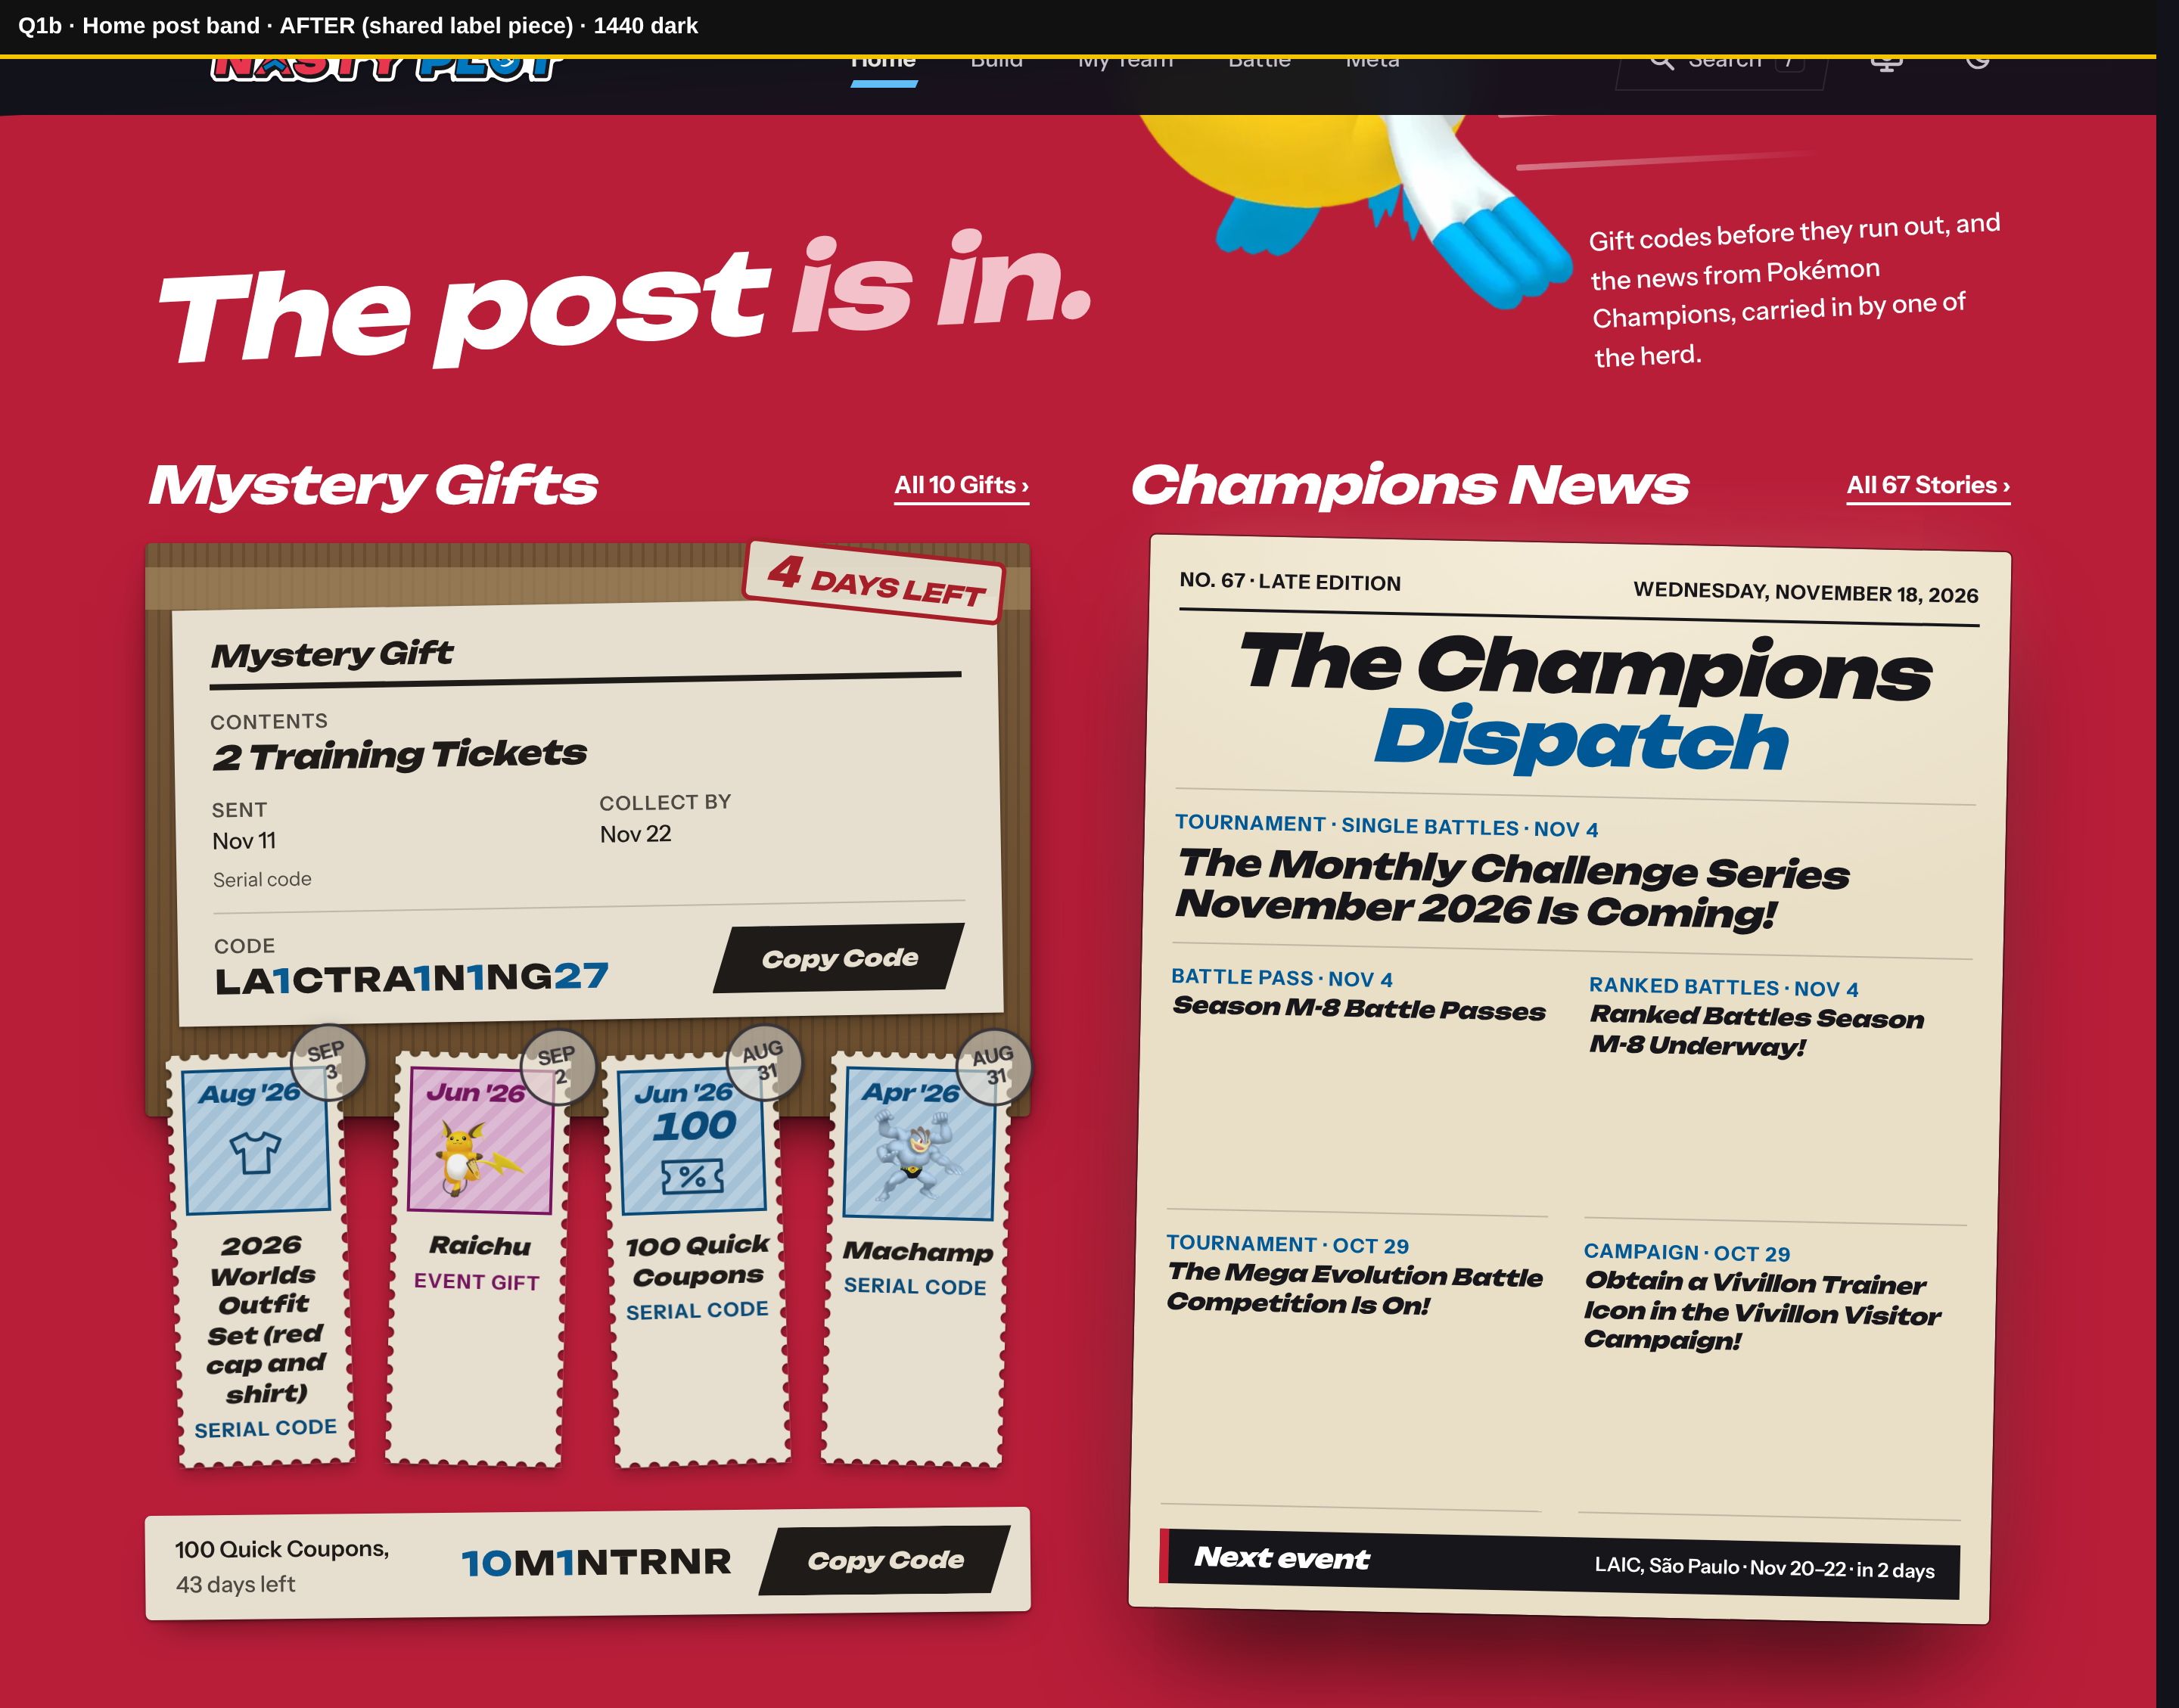 Q1b · Home post band · AFTER (shared label piece) · 1440 dark
NASTY PLOT
Home
Build
My Team
Battle
Meta
Search
/
The post is in.
Gift codes before they run out, and
the news from Pokémon
Champions, carried in by one of
the herd.
Mystery Gifts
All 10 Gifts ›
4 DAYS LEFT
Mystery Gift
CONTENTS
2 Training Tickets
SENT
COLLECT BY
Nov 11
Nov 22
Serial code
CODE
LA1CTRA1N1NG27
Copy Code
SEP
3
Aug '26
2026
Worlds
Outfit
Set (red
cap and
shirt)
SERIAL CODE
SEP
2
Jun '26
Raichu
EVENT GIFT
AUG
31
Jun '26
100
%
100 Quick
Coupons
SERIAL CODE
AUG
31
Apr '26
Machamp
SERIAL CODE
100 Quick Coupons,
43 days left
10M1NTRNR
Copy Code
Champions News
All 67 Stories ›
NO. 67 · LATE EDITION
WEDNESDAY, NOVEMBER 18, 2026
The Champions
Dispatch
TOURNAMENT · SINGLE BATTLES · NOV 4
The Monthly Challenge Series
November 2026 Is Coming!
BATTLE PASS · NOV 4
Season M-8 Battle Passes
RANKED BATTLES · NOV 4
Ranked Battles Season
M-8 Underway!
TOURNAMENT · OCT 29
The Mega Evolution Battle
Competition Is On!
CAMPAIGN · OCT 29
Obtain a Vivillon Trainer
Icon in the Vivillon Visitor
Campaign!
Next event
LAIC, São Paulo · Nov 20–22 · in 2 days